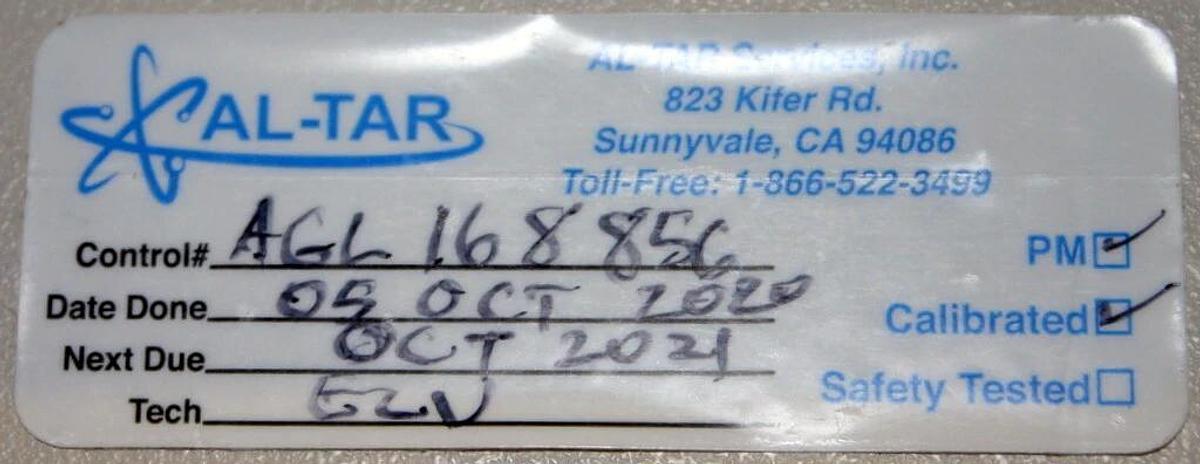 AL-TAR
AL-TAR Services, Inc.
823 Kifer Rd.
Sunnyvale, CA 94086
Toll-Free: 1-866-522-3499
Control# AGL 168856
Date Done 05 OCT 2020
Next Due OCT 2021
Tech
PM
Calibrated
Safety Tested